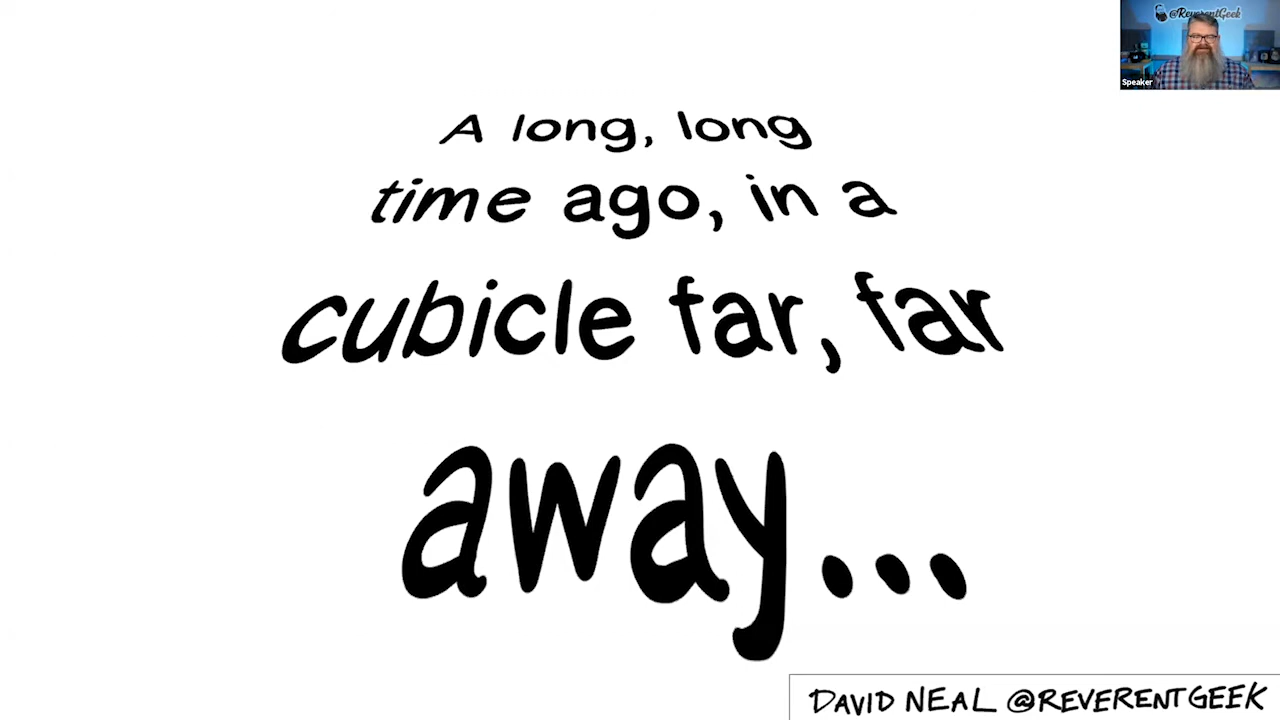 @ReverentGeek
Speaker
A long, long
time ago, in a
cubicle far, far
away...
DAVID NEAL @REVERENTGEEK